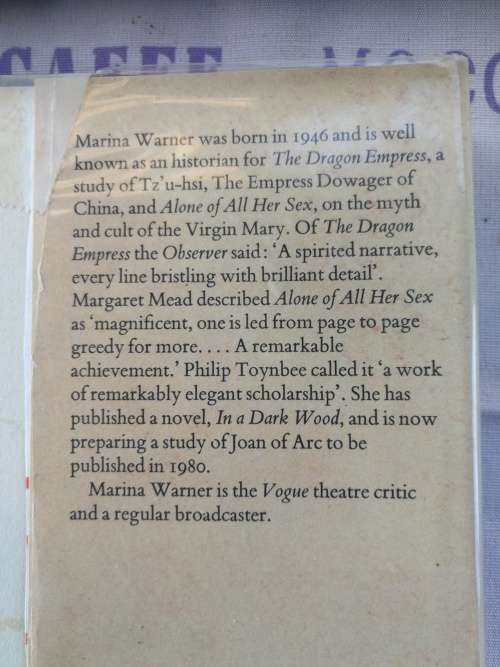 CAFFE MOCC
Marina Warner was born in 1946 and is well
known as an historian for The Dragon Empress, a
study of Tz'u-hsi, The Empress Dowager of
China, and Alone of All Her Sex, on the myth
and cult of the Virgin Mary. Of The Dragon
Empress the Observer said: ‘A spirited narrative,
every line bristling with brilliant detail’.
Margaret Mead described Alone of All Her Sex
as ‘magnificent, one is led from page to page
greedy for more. . . . A remarkable
achievement.’ Philip Toynbee called it ‘a work
of remarkably elegant scholarship’. She has
published a novel, In a Dark Wood, and is now
preparing a study of Joan of Arc to be
published in 1980.
Marina Warner is the Vogue theatre critic
and a regular broadcaster.